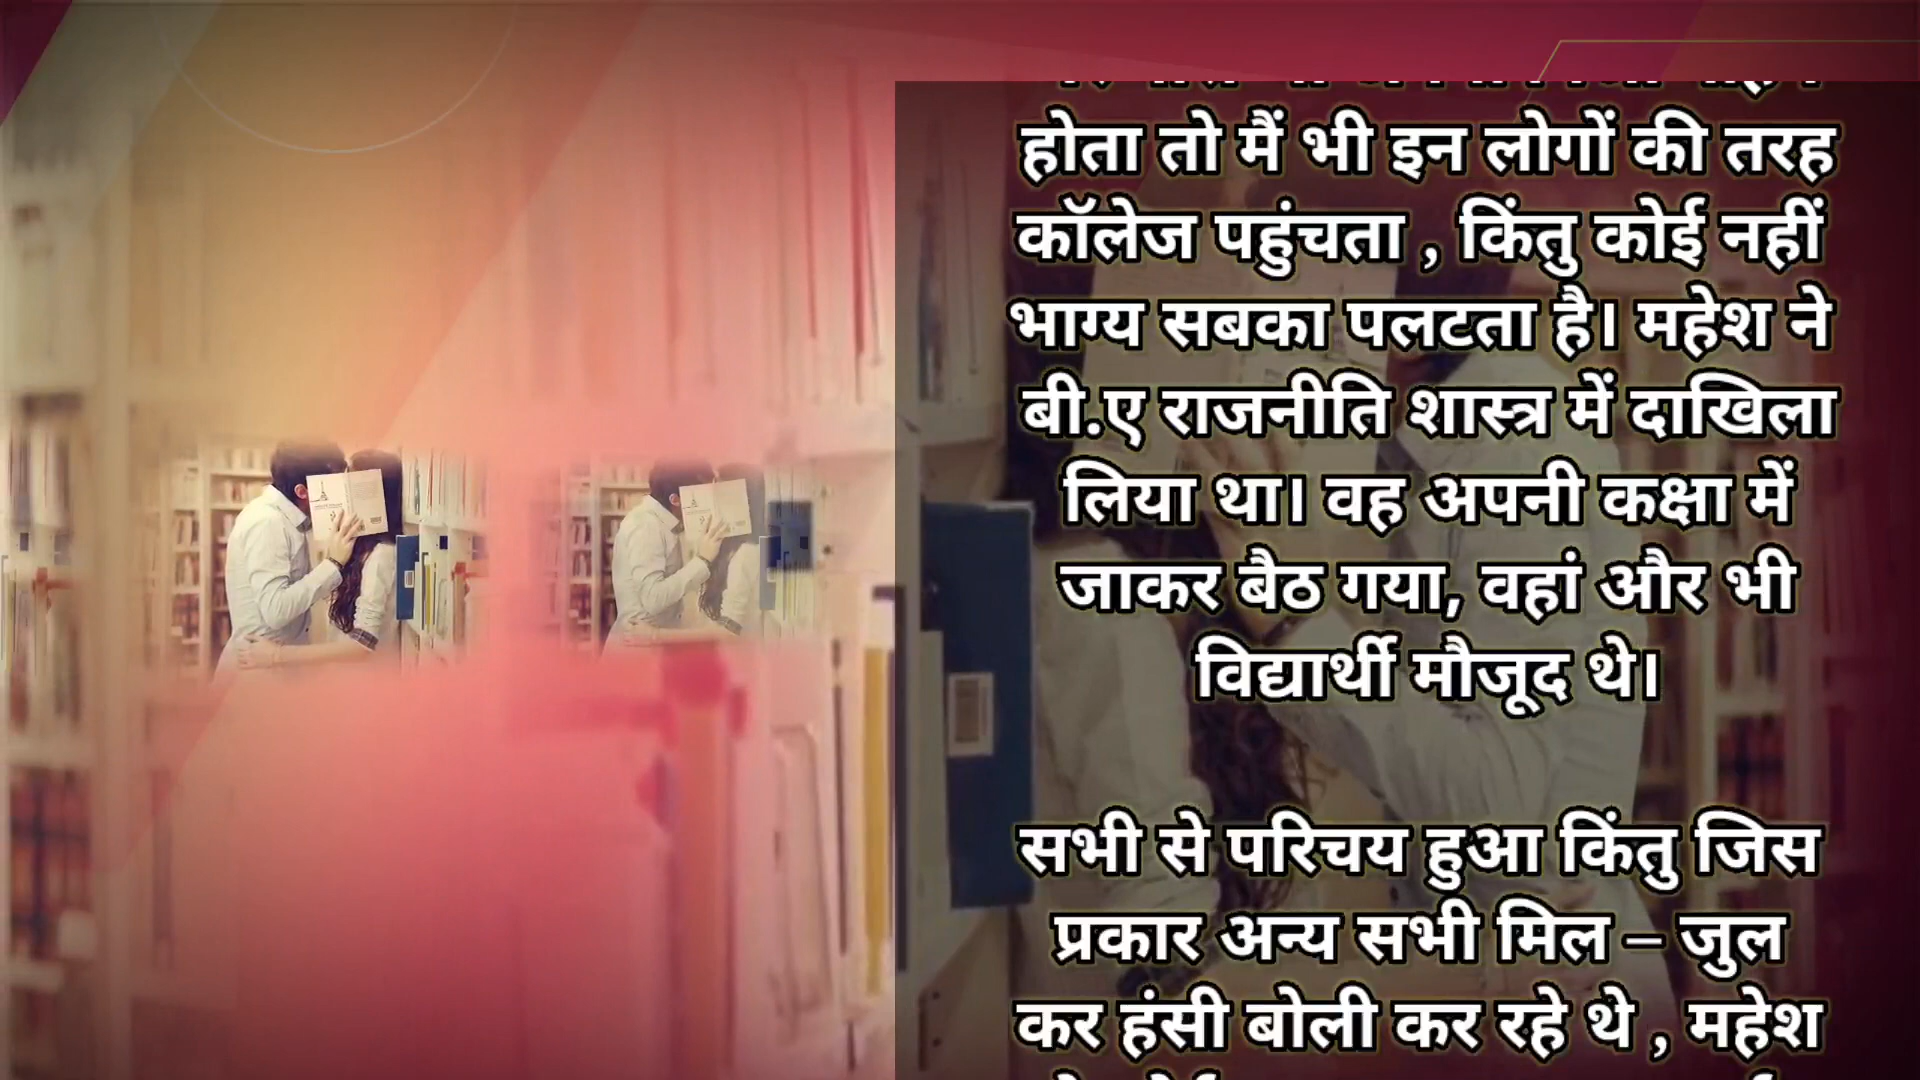 होता तो मैं भी इन लोगों की तरह
कॉलेज पहुंचता , किंतु कोई नहीं
भाग्य सबका पलटता है। महेश ने
बी.ए राजनीति शास्त्र में दाखिला
लिया था। वह अपनी कक्षा में
जाकर बैठ गया, वहां और भी
विद्यार्थी मौजूद थे।
सभी से परिचय हुआ किंतु जिस
प्रकार अन्य सभी मिल – जुल
कर हंसी बोली कर रहे थे , महेश